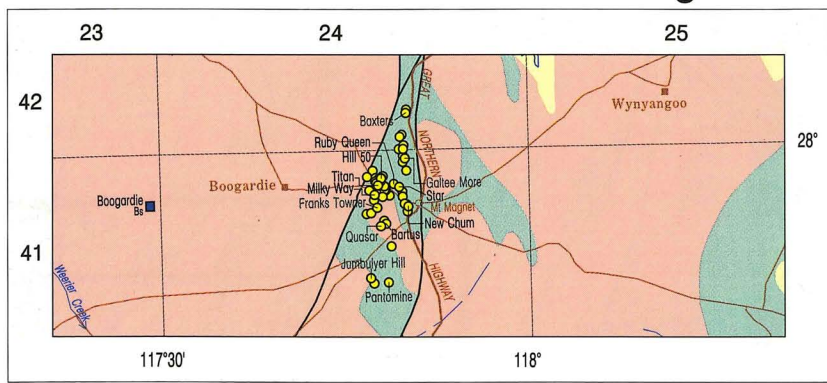 23
24
25
42
GREAT
Wynyangoo
Baxters
Ruby Queen
NORTHERN
28°
Hill 50
Titan
Galtee More
Boogardie
Milky Way
Star
Boogardie
Bs
Franks Tower
Mt Magnet
New Chum
Quasar
Bartus
41
Jumbulyer Hill
HIGHWAY
Weerier Creek
Pantomine
117°30'
118°